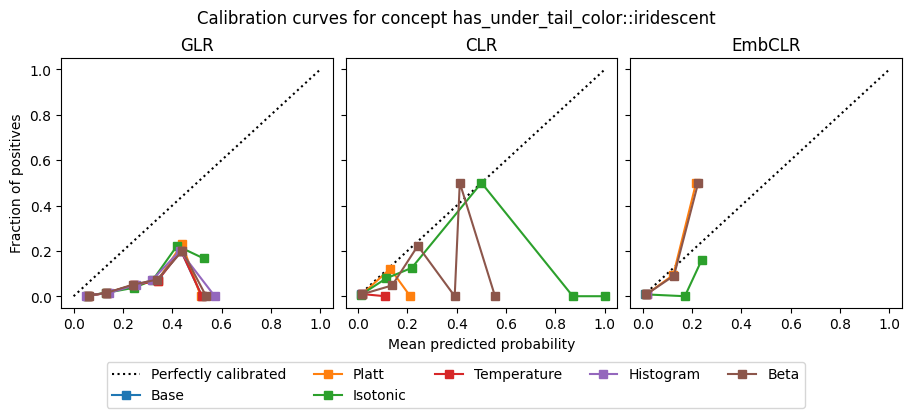 Calibration curves for concept has_under_tail_color::iridescent
GLR
CLR
EmbCLR
Fraction of positives
1.0
0.8
0.6
0.4
0.2
0.0
0.0 0.2 0.4 0.6 0.8 1.0
0.0 0.2 0.4 0.6 0.8 1.0
0.0 0.2 0.4 0.6 0.8 1.0
Mean predicted probability
Perfectly calibrated
Base
Platt
Isotonic
Temperature
Histogram
Beta